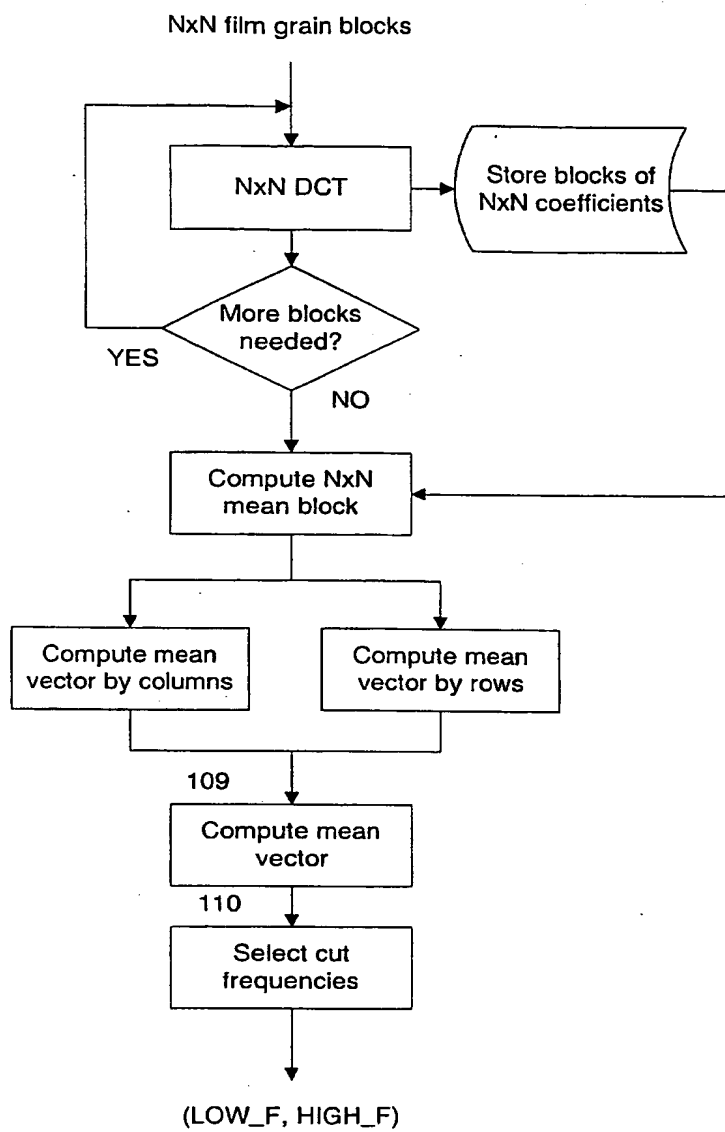 NxN film grain blocks
NxN DCT
Store blocks of
NxN coefficients
More blocks
needed?
YES
NO
Compute NxN
mean block
Compute mean
vector by columns
Compute mean
vector by rows
109
Compute mean
vector
110
Select cut
frequencies
(LOW_F, HIGH_F)